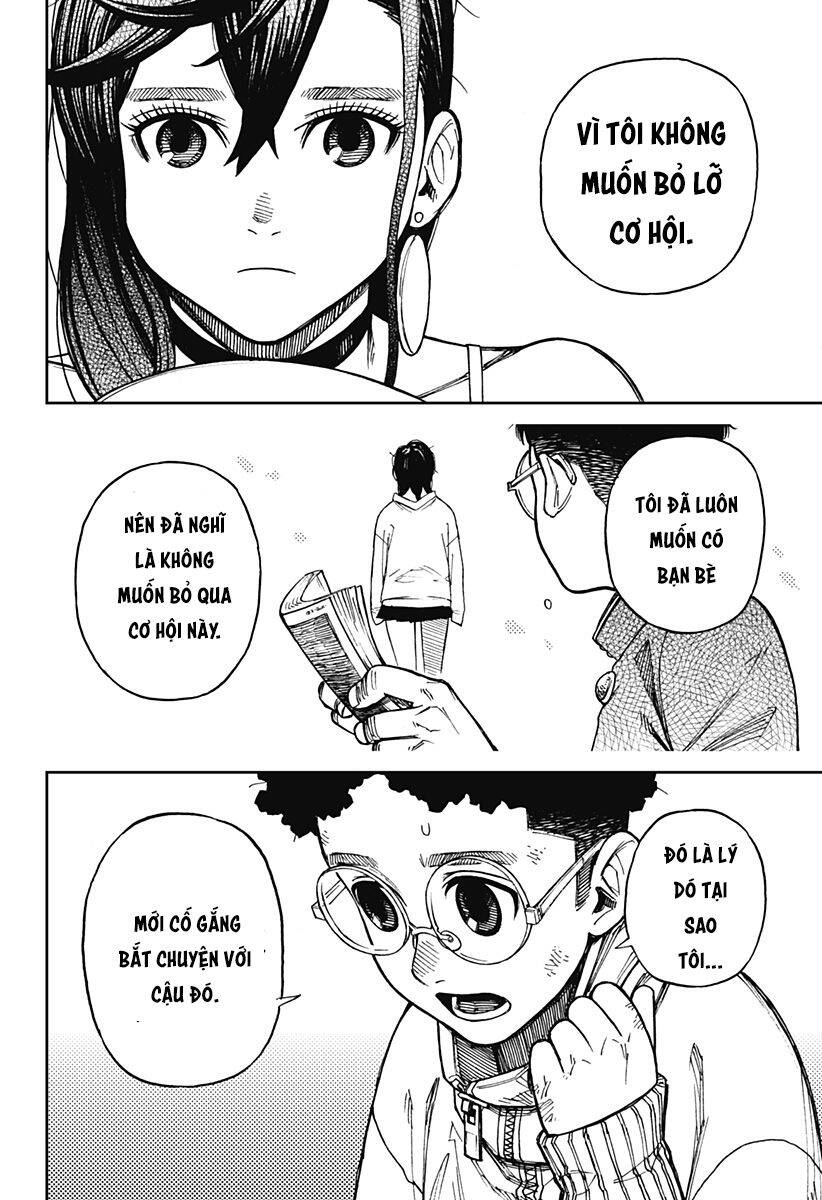 VÌ TÔI KHÔNG
MUỐN BỎ LỠ
CƠ HỘI.
TÔI ĐÃ LUÔN
MUỐN CÓ
BẠN BÈ
NÊN ĐÃ NGHĨ
LÀ KHÔNG
MUỐN BỎ QUA
CƠ HỘI NÀY.
ĐÓ LÀ LÝ
DÓ TẠI
SAO
TÔI...
MỚI CỐ GẮNG
BẮT CHUYỆN VỚI
CẬU ĐÓ.